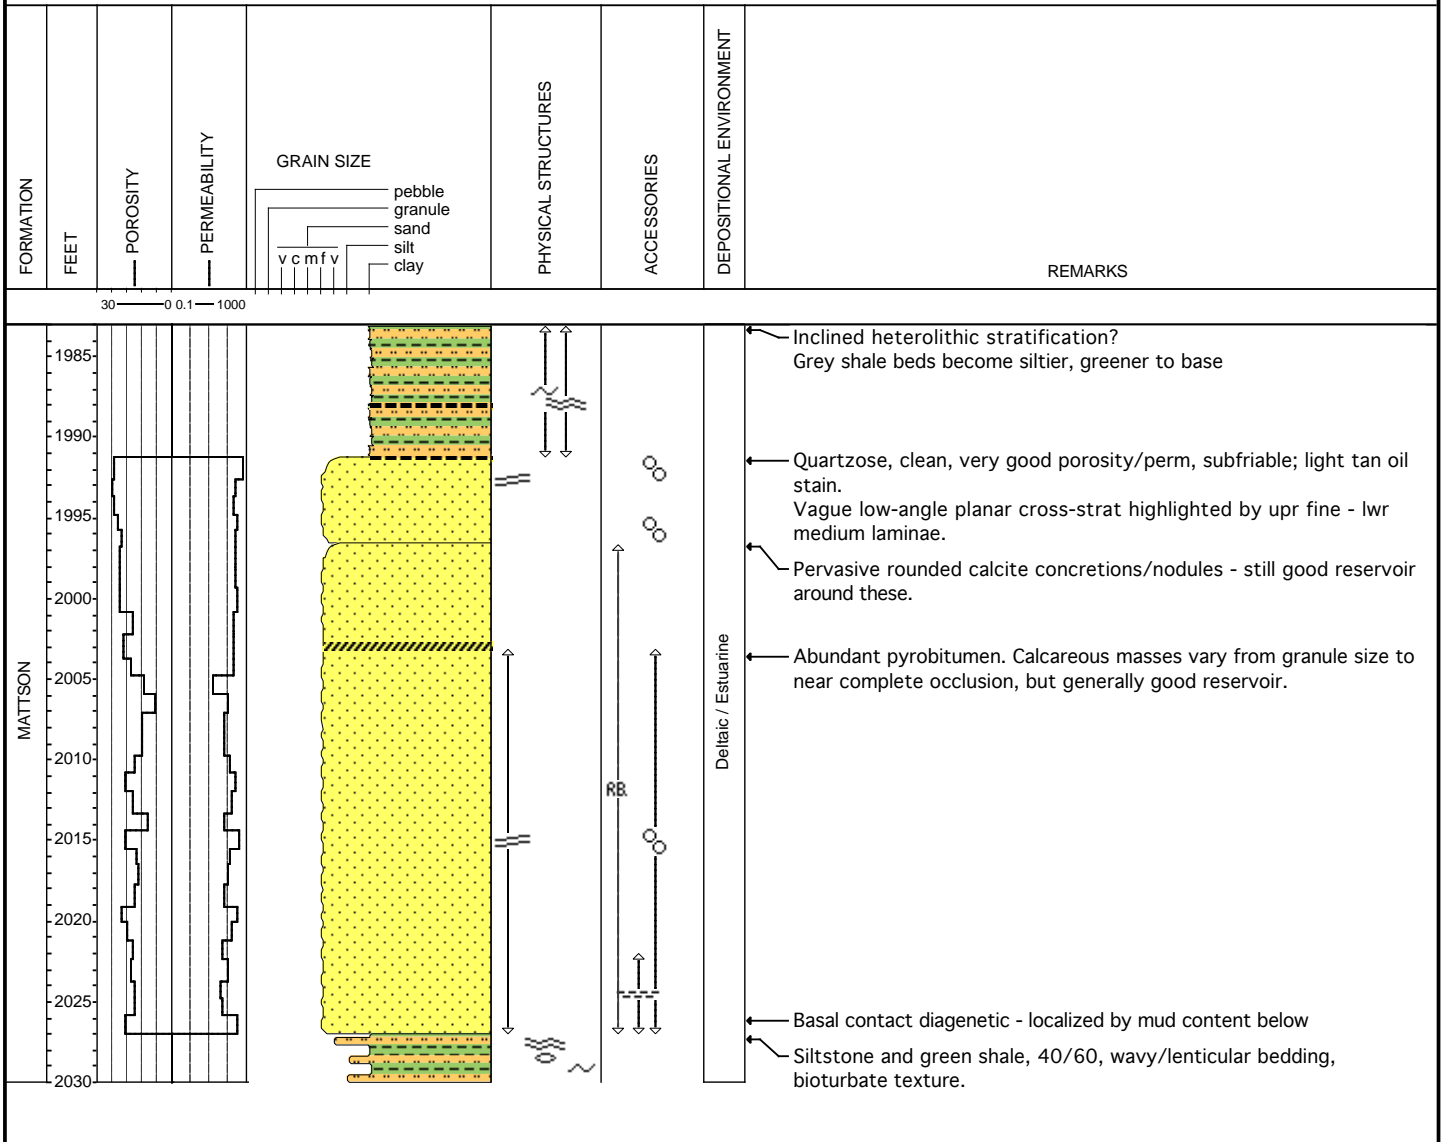 FORMATION
FEET
POROSITY
PERMEABILITY
GRAIN SIZE
pebble
granule
sand
silt
clay
v c m f v
PHYSICAL STRUCTURES
ACCESSORIES
DEPOSITIONAL ENVIRONMENT
REMARKS
30 0 0.1 1000
MATTSON
1985
1990
1995
2000
2005
2010
2015
2020
2025
2030
RB.
Deltaic / Estuarine
Inclined heterolithic stratification?
Grey shale beds become siltier, greener to base
Quartzose, clean, very good porosity/perm, subfriable; light tan oil
stain.
Vague low-angle planar cross-strat highlighted by upr fine - lwr
medium laminae.
Pervasive rounded calcite concretions/nodules - still good reservoir
around these.
Abundant pyrobitumen. Calcareous masses vary from granule size to
near complete occlusion, but generally good reservoir.
Basal contact diagenetic - localized by mud content below
Siltstone and green shale, 40/60, wavy/lenticular bedding,
bioturbate texture.